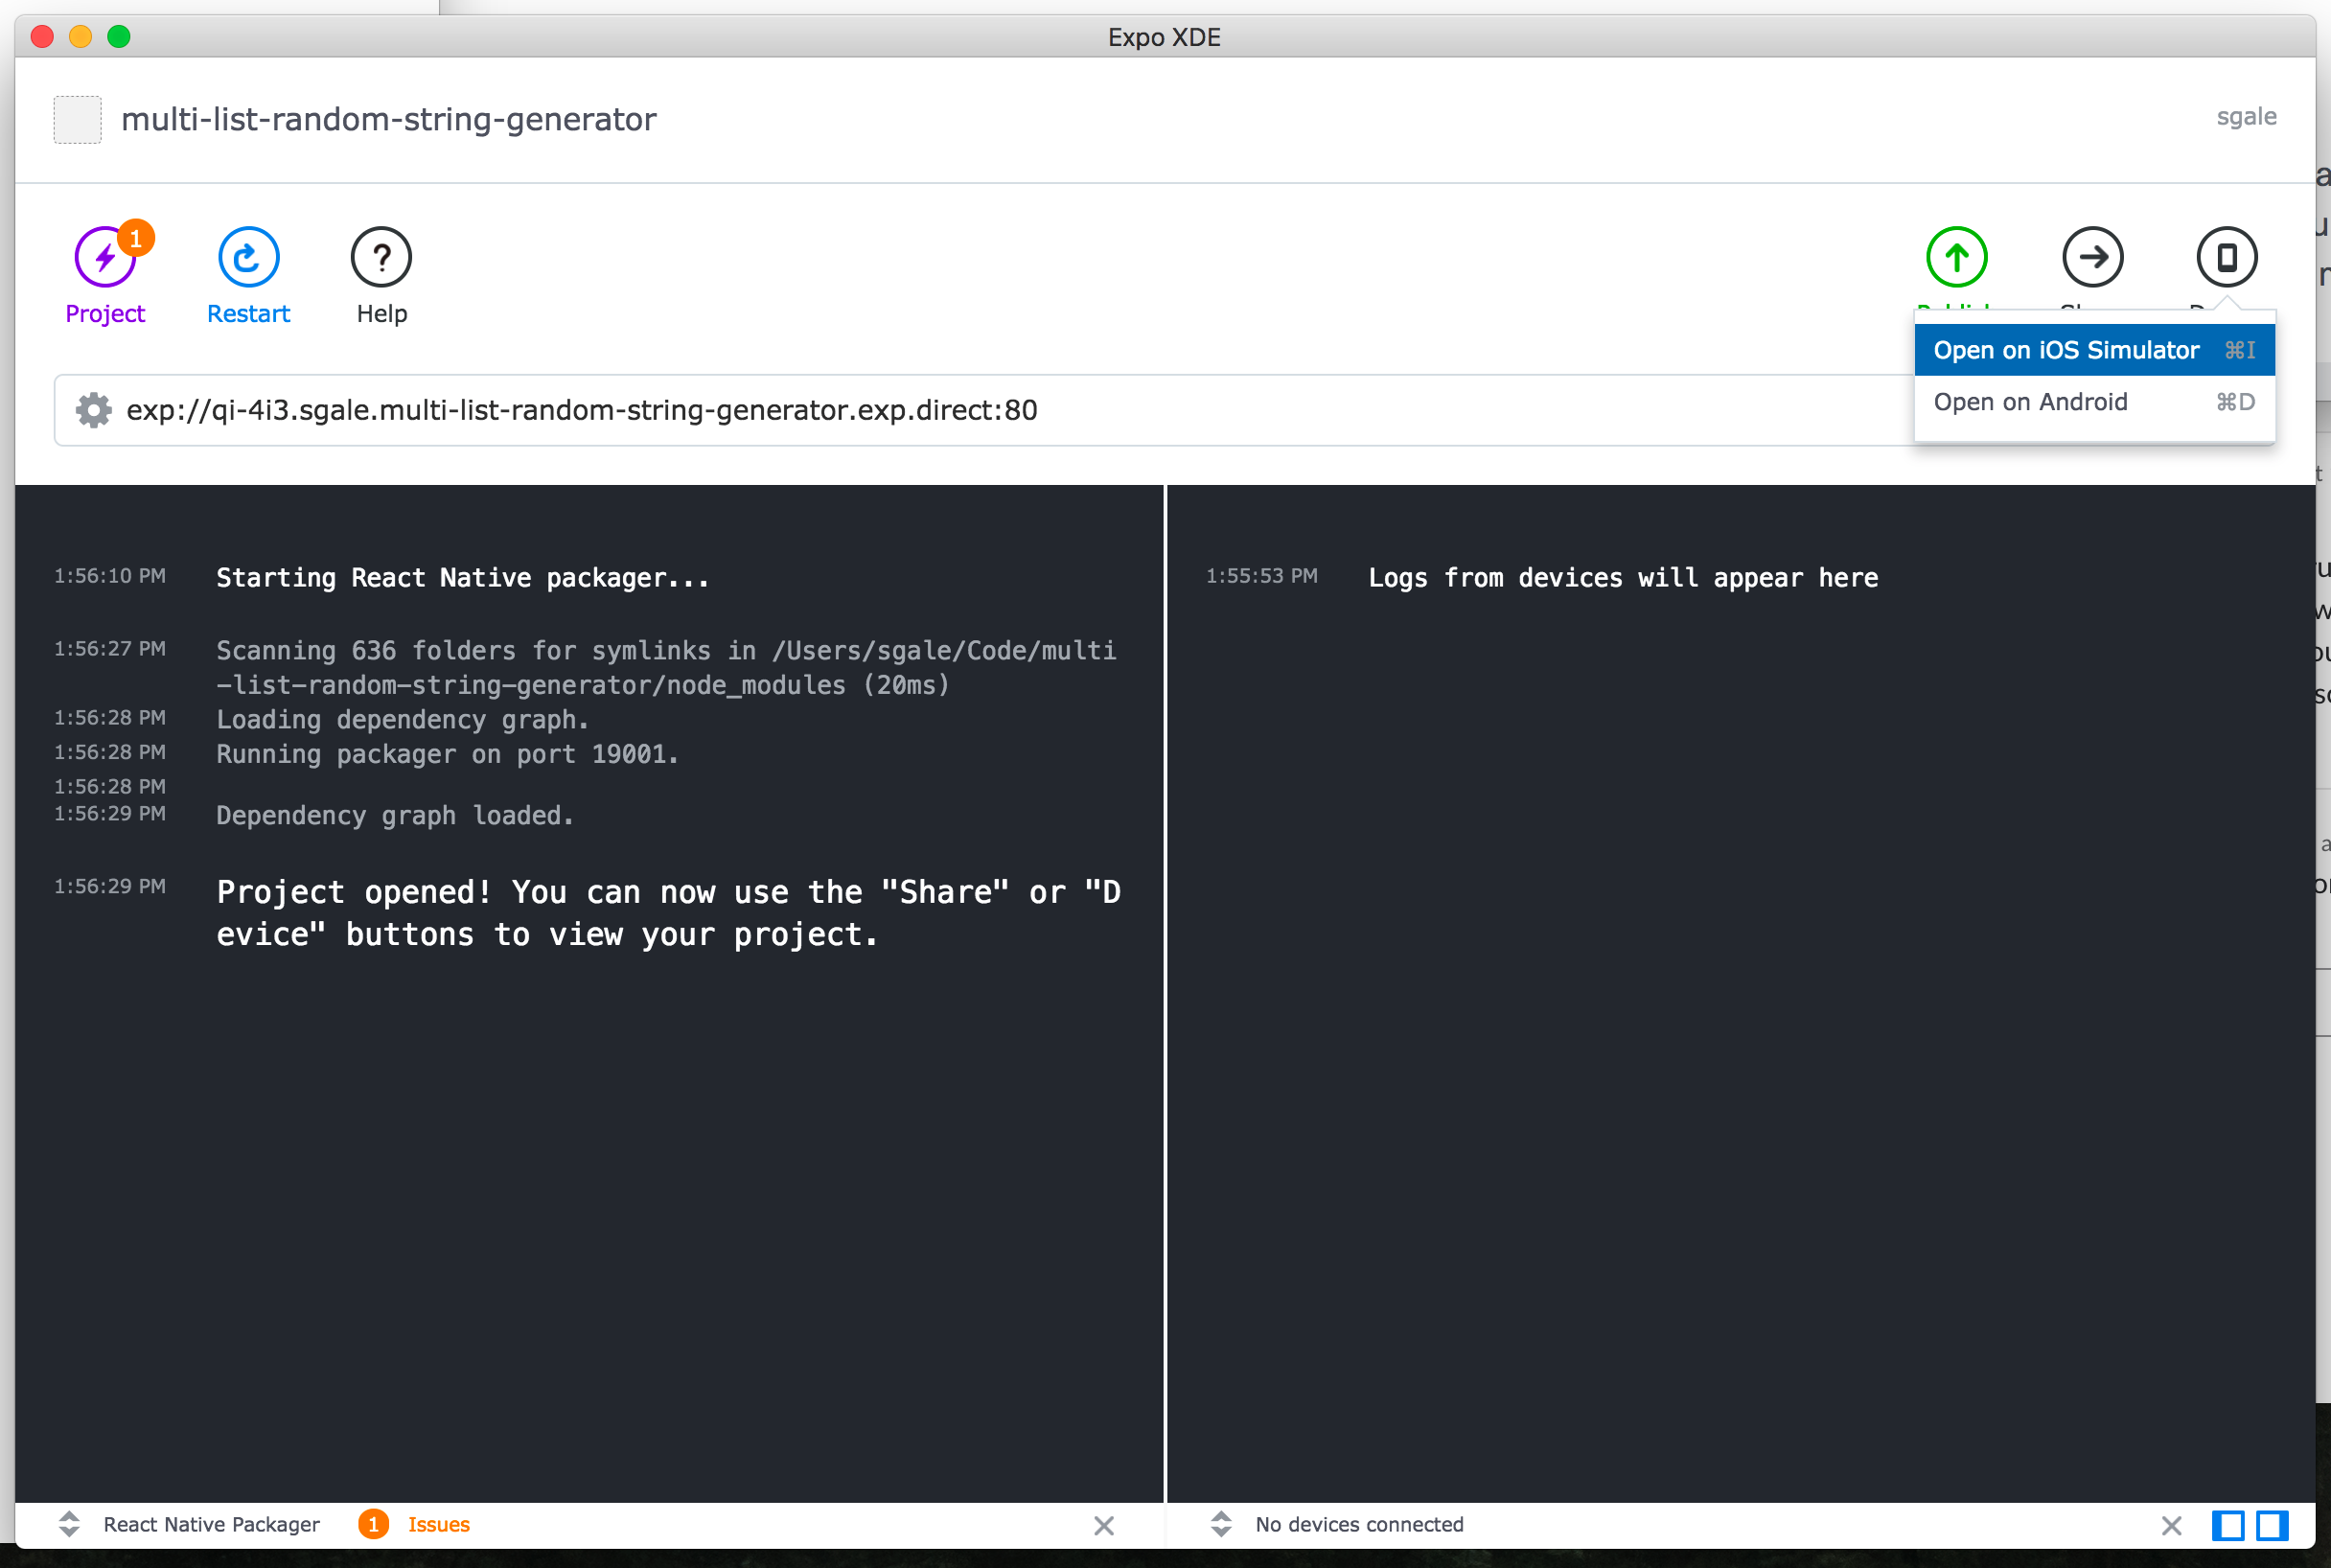 Expo XDE
multi-list-random-string-generator
sgale
1
Project
Restart
Help
Open on iOS Simulator ⌘I
Open on Android ⌘D
exp://qi-4i3.sgale.multi-list-random-string-generator.exp.direct:80
1:56:10 PM Starting React Native packager...
1:56:27 PM Scanning 636 folders for symlinks in /Users/sgale/Code/multi
-list-random-string-generator/node_modules (20ms)
1:56:28 PM Loading dependency graph.
1:56:28 PM Running packager on port 19001.
1:56:28 PM
1:56:29 PM Dependency graph loaded.
1:56:29 PM Project opened! You can now use the "Share" or "D
evice" buttons to view your project.
1:55:53 PM Logs from devices will appear here
React Native Packager 1 Issues
No devices connected